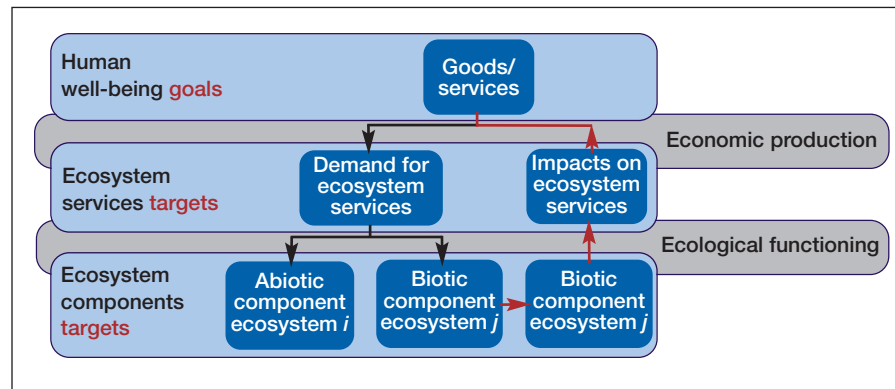 Human
well-being goals
Goods/
services
Economic production
Ecosystem
services targets
Demand for
ecosystem
services
Impacts on
ecosystem
services
Ecological functioning
Ecosystem
components
targets
Abiotic
component
ecosystem i
Biotic
component
ecosystem j
Biotic
component
ecosystem j